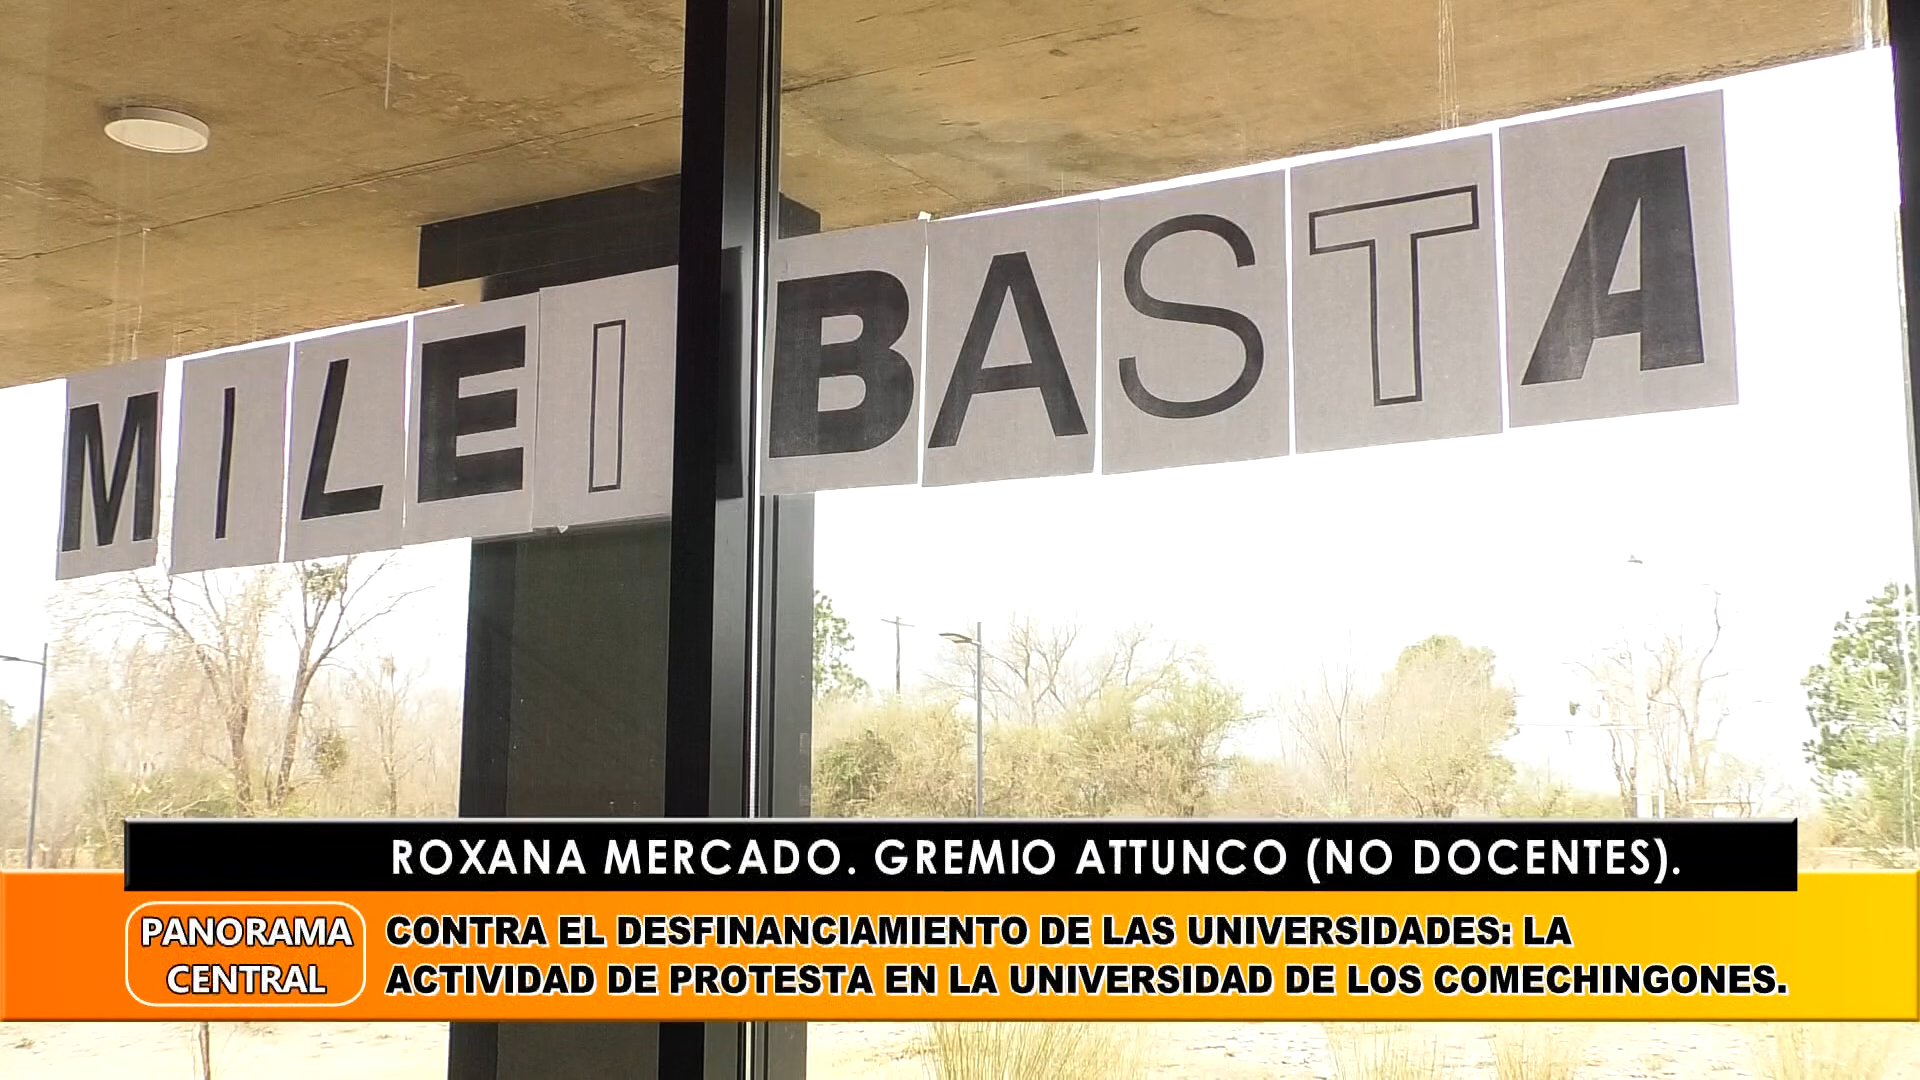 MILEI BASTA
ROXANA MERCADO. GREMIO ATTUNCO (NO DOCENTES).
PANORAMA
CENTRAL
CONTRA EL DESFINANCIAMIENTO DE LAS UNIVERSIDADES: LA
ACTIVIDAD DE PROTESTA EN LA UNIVERSIDAD DE LOS COMECHINGONES.